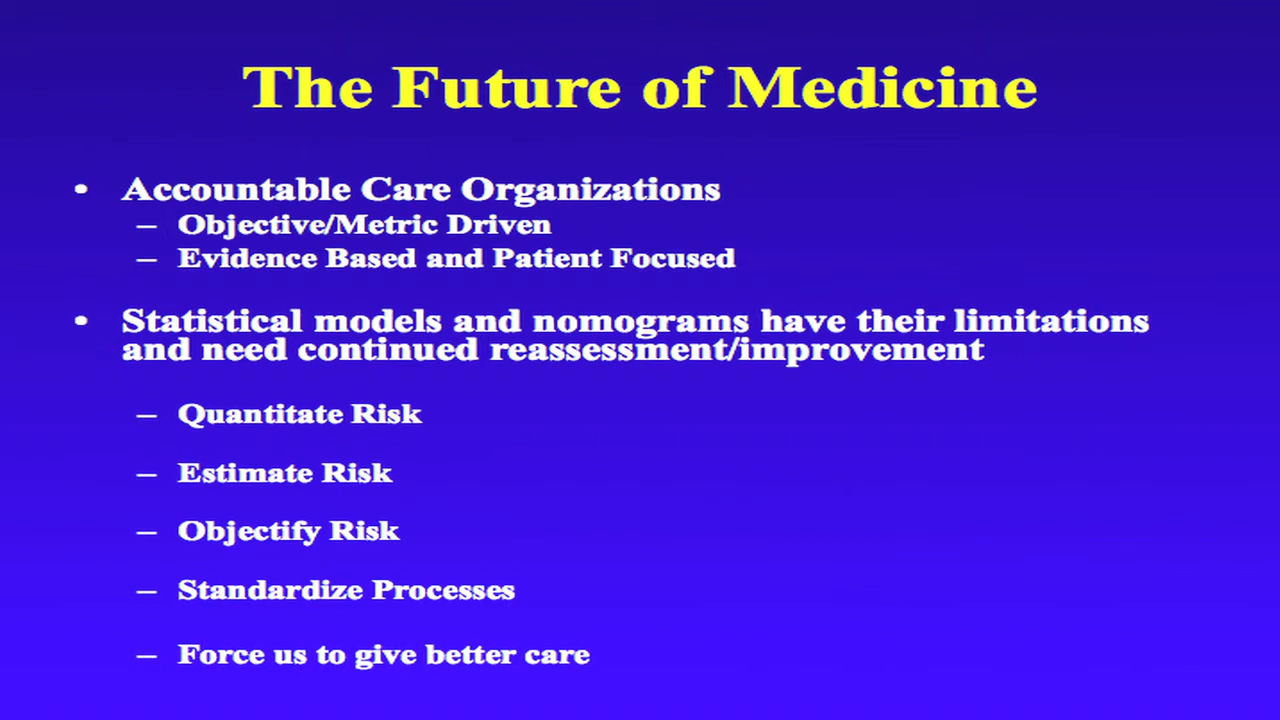 The Future of Medicine
• Accountable Care Organizations
– Objective/Metric Driven
– Evidence Based and Patient Focused
• Statistical models and nomograms have their limitations
and need continued reassessment/improvement
– Quantitate Risk
– Estimate Risk
– Objectify Risk
– Standardize Processes
– Force us to give better care